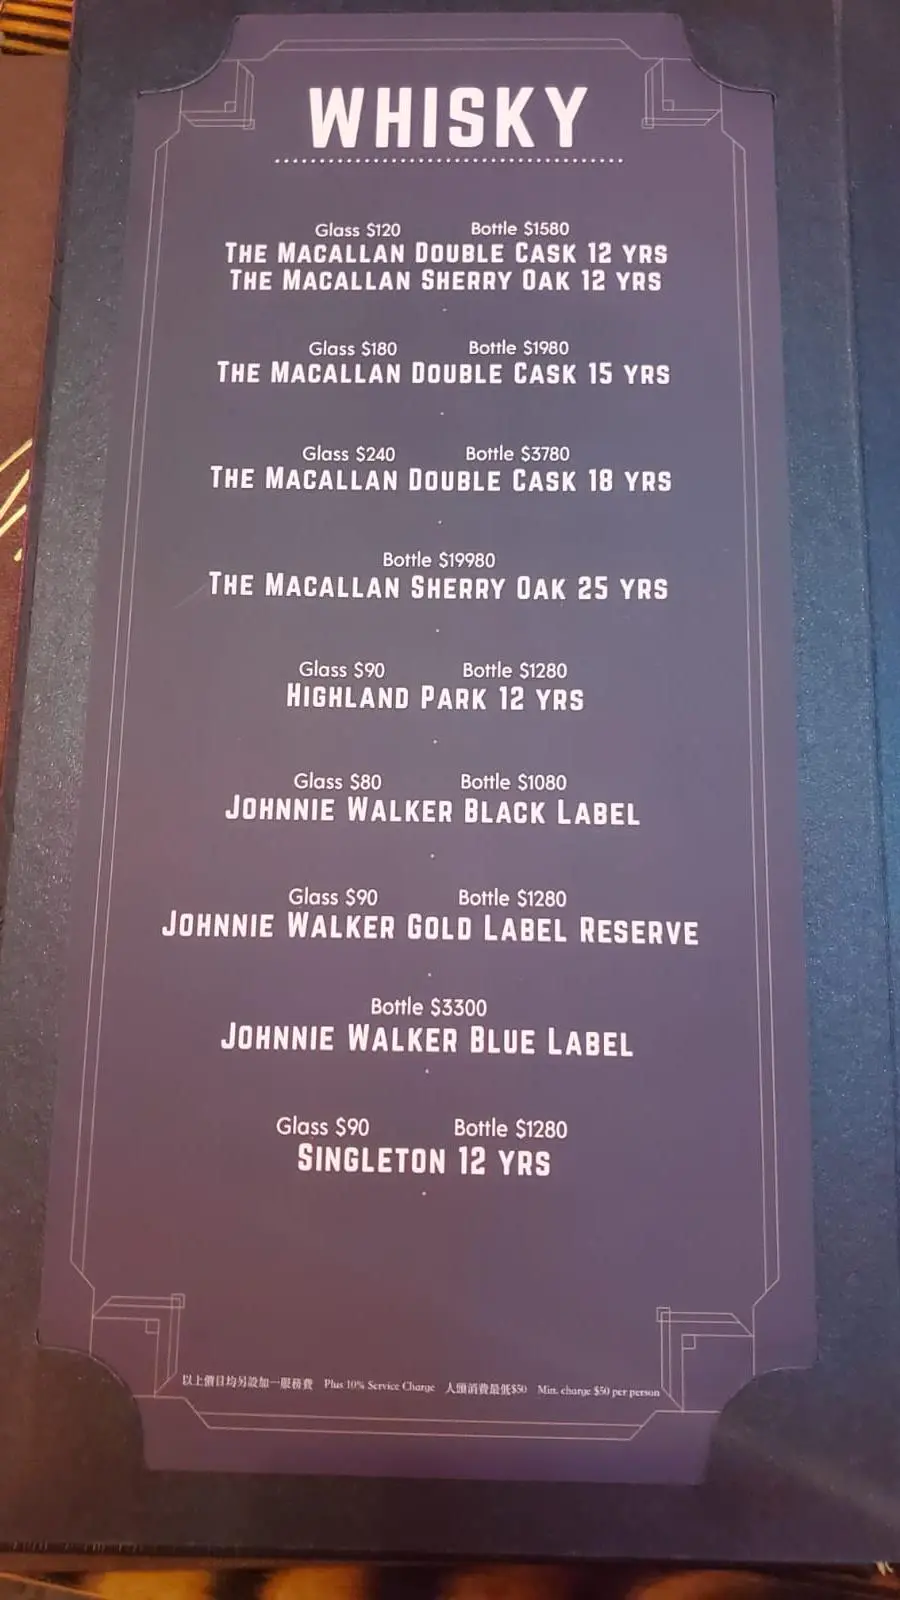 WHISKY
Glass $120 Bottle $1580
THE MACALLAN DOUBLE CASK 12 YRS
THE MACALLAN SHERRY OAK 12 YRS
Glass $180 Bottle $1980
THE MACALLAN DOUBLE CASK 15 YRS
Glass $240 Bottle $3780
THE MACALLAN DOUBLE CASK 18 YRS
Bottle $19980
THE MACALLAN SHERRY OAK 25 YRS
Glass $90 Bottle $1280
HIGHLAND PARK 12 YRS
Glass $80 Bottle $1080
JOHNNIE WALKER BLACK LABEL
Glass $90 Bottle $1280
JOHNNIE WALKER GOLD LABEL RESERVE
Bottle $3300
JOHNNIE WALKER BLUE LABEL
Glass $90 Bottle $1280
SINGLETON 12 YRS
以上價目均另設加一服務費 Plus 10% Service Charge 人頭消費最低$50 Min. charge $50 per person